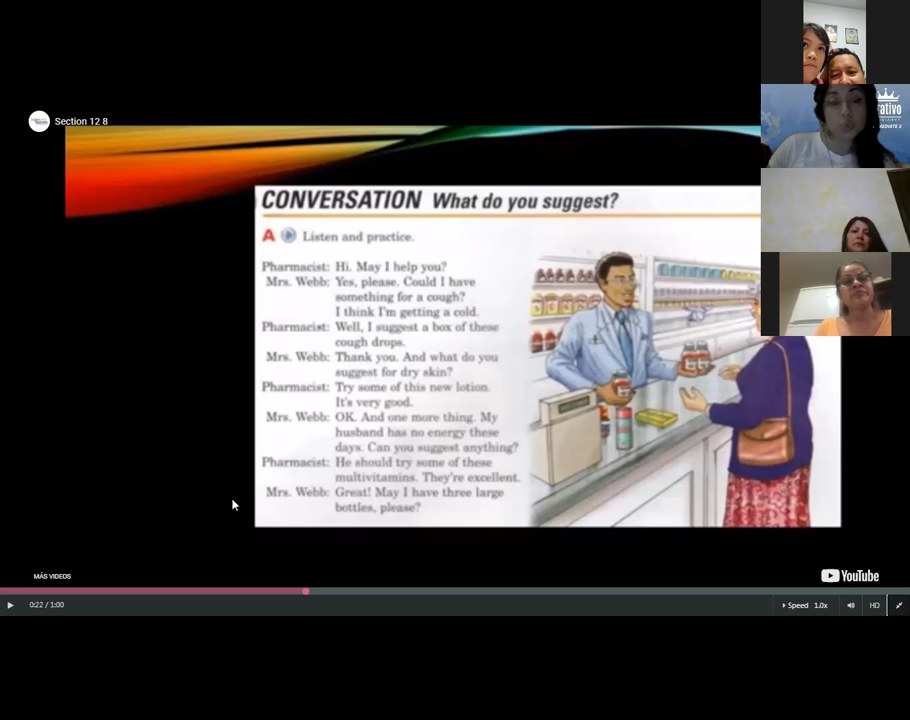 Section 12 8
rativo
MEDIATE 2
CONVERSATION What do you suggest?
A Listen and practice.
Pharmacist: Hi. May I help you?
Mrs. Webb: Yes, please. Could I have
something for a cough?
I think I'm getting a cold.
Pharmacist: Well, I suggest a box of these
cough drops.
Mrs. Webb: Thank you. And what do you
suggest for dry skin?
Pharmacist: Try some of this new lotion.
It's very good.
Mrs. Webb: OK. And one more thing. My
husband has no energy these
days. Can you suggest anything?
Pharmacist: He should try some of these
multivitamins. They're excellent.
Mrs. Webb: Great! May I have three large
bottles, please?
MÁS VIDEOS
YouTube
0:22 / 1:00
Speed 1.0x
HD